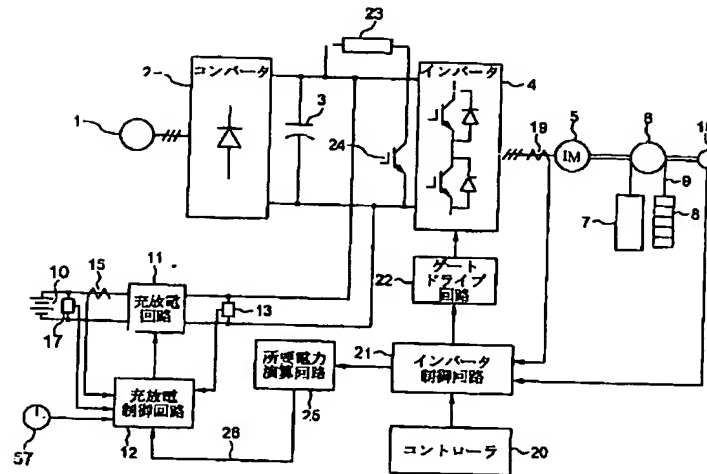 23
2
コンバータ
インバータ
4
3
1
24
19
5
6
IM
9
7
8
ゲート
ドライブ
回路
22
10
15
11
充放電
回路
13
17
21
所要電力
演算回路
25
インバータ
制御回路
充放電
制御回路
57
12
26
コントローラ
20